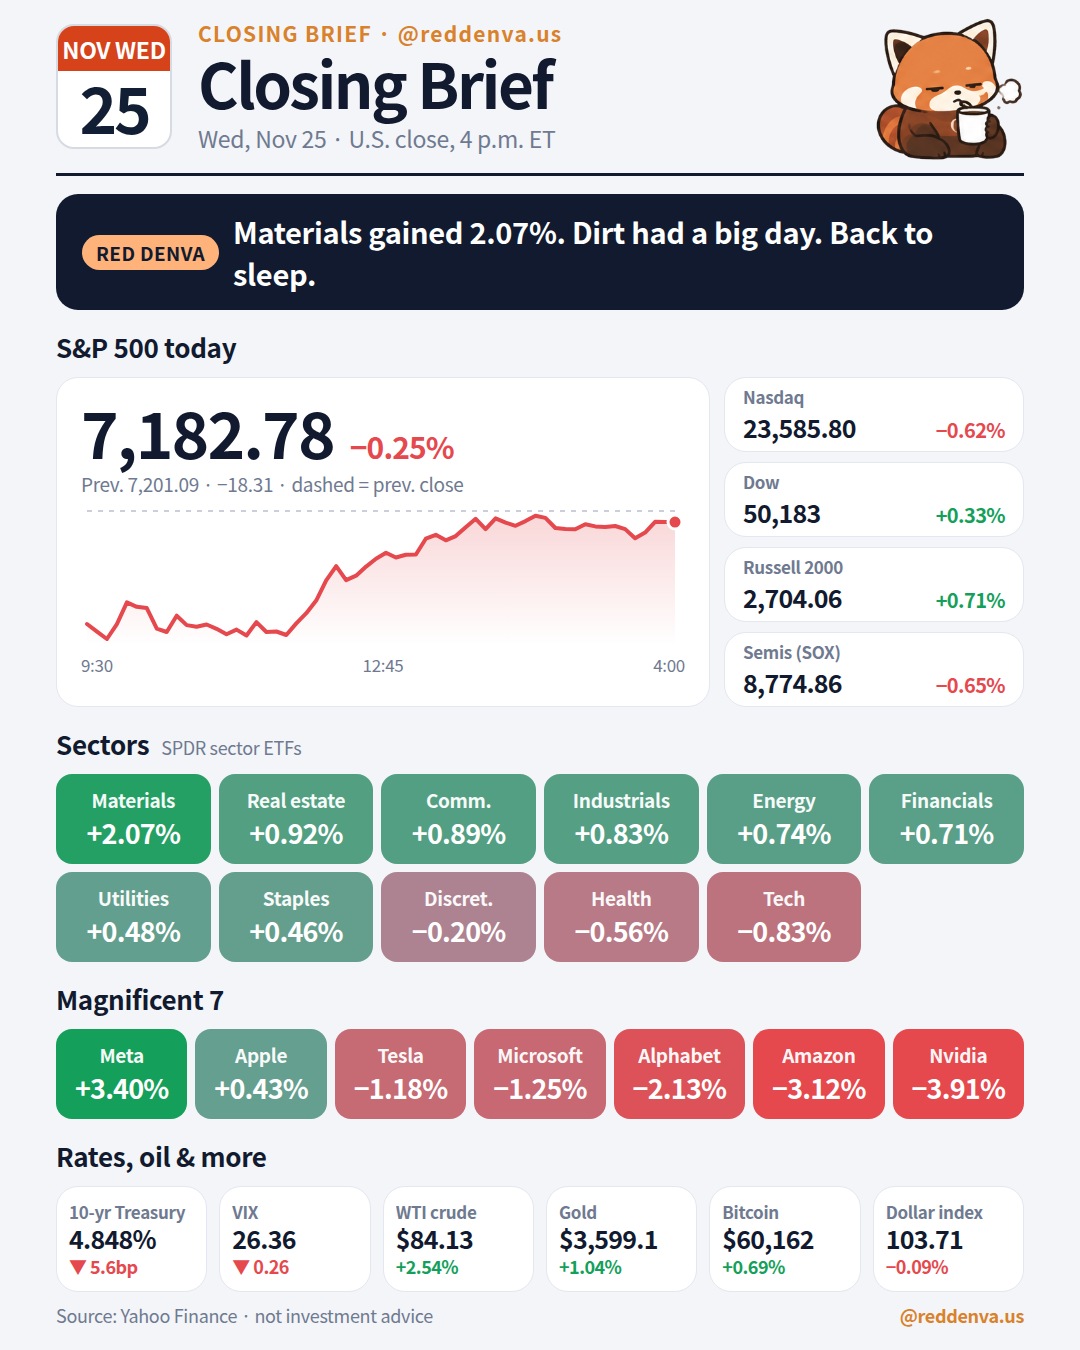 NOV WED
25
CLOSING BRIEF · @reddenva.us
Closing Brief
Wed, Nov 25 · U.S. close, 4 p.m. ET
RED DENVA
Materials gained 2.07%. Dirt had a big day. Back to
sleep.
S&P 500 today
7,182.78 −0.25%
Prev. 7,201.09 · −18.31 · dashed = prev. close
9:30 12:45 4:00
Nasdaq
23,585.80 −0.62%
Dow
50,183 +0.33%
Russell 2000
2,704.06 +0.71%
Semis (SOX)
8,774.86 −0.65%
Sectors SPDR sector ETFs
Materials Real estate Comm. Industrials Energy Financials
+2.07% +0.92% +0.89% +0.83% +0.74% +0.71%
Utilities Staples Discret. Health Tech
+0.48% +0.46% −0.20% −0.56% −0.83%
Magnificent 7
Meta Apple Tesla Microsoft Alphabet Amazon Nvidia
+3.40% +0.43% −1.18% −1.25% −2.13% −3.12% −3.91%
Rates, oil & more
10-yr Treasury VIX WTI crude Gold Bitcoin Dollar index
4.848% 26.36 $84.13 $3,599.1 $60,162 103.71
▼ 5.6bp ▼ 0.26 +2.54% +1.04% +0.69% −0.09%
Source: Yahoo Finance · not investment advice @reddenva.us